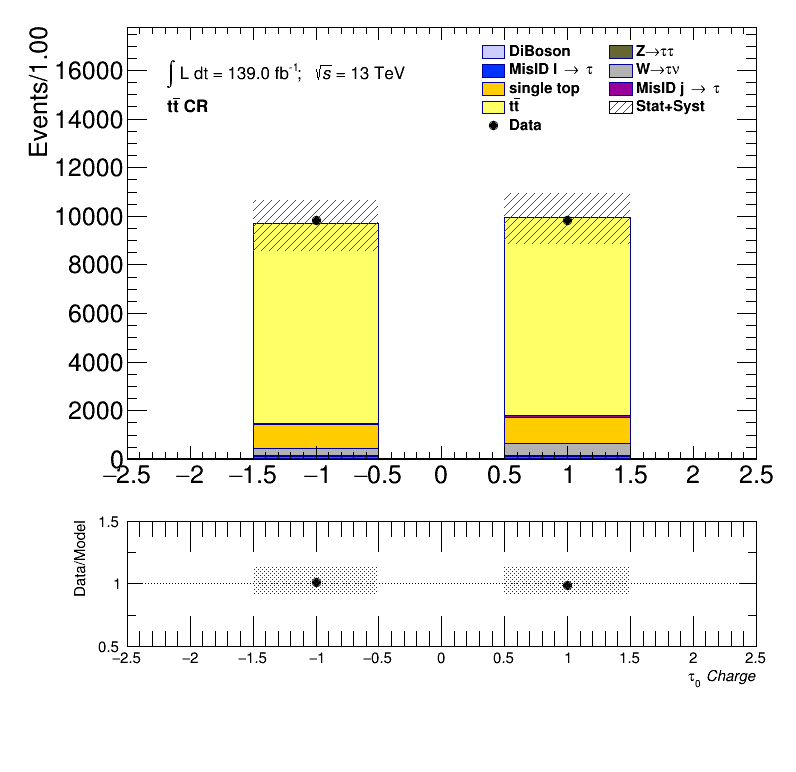 Events/1.00
16000
14000
12000
10000
8000
6000
4000
2000
0
∫ L dt = 139.0 fb⁻¹; √s = 13 TeV
tt̄ CR
DiBoson
Z→ττ
MisID l → τ
W→τν
single top
MisID j → τ
tt̄
Stat+Syst
Data
−2.5 −2 −1.5 −1 −0.5 0 0.5 1 1.5 2 2.5
Data/Model
1.5
1
0.5
−2.5 −2 −1.5 −1 −0.5 0 0.5 1 1.5 2 2.5
τ₀ Charge